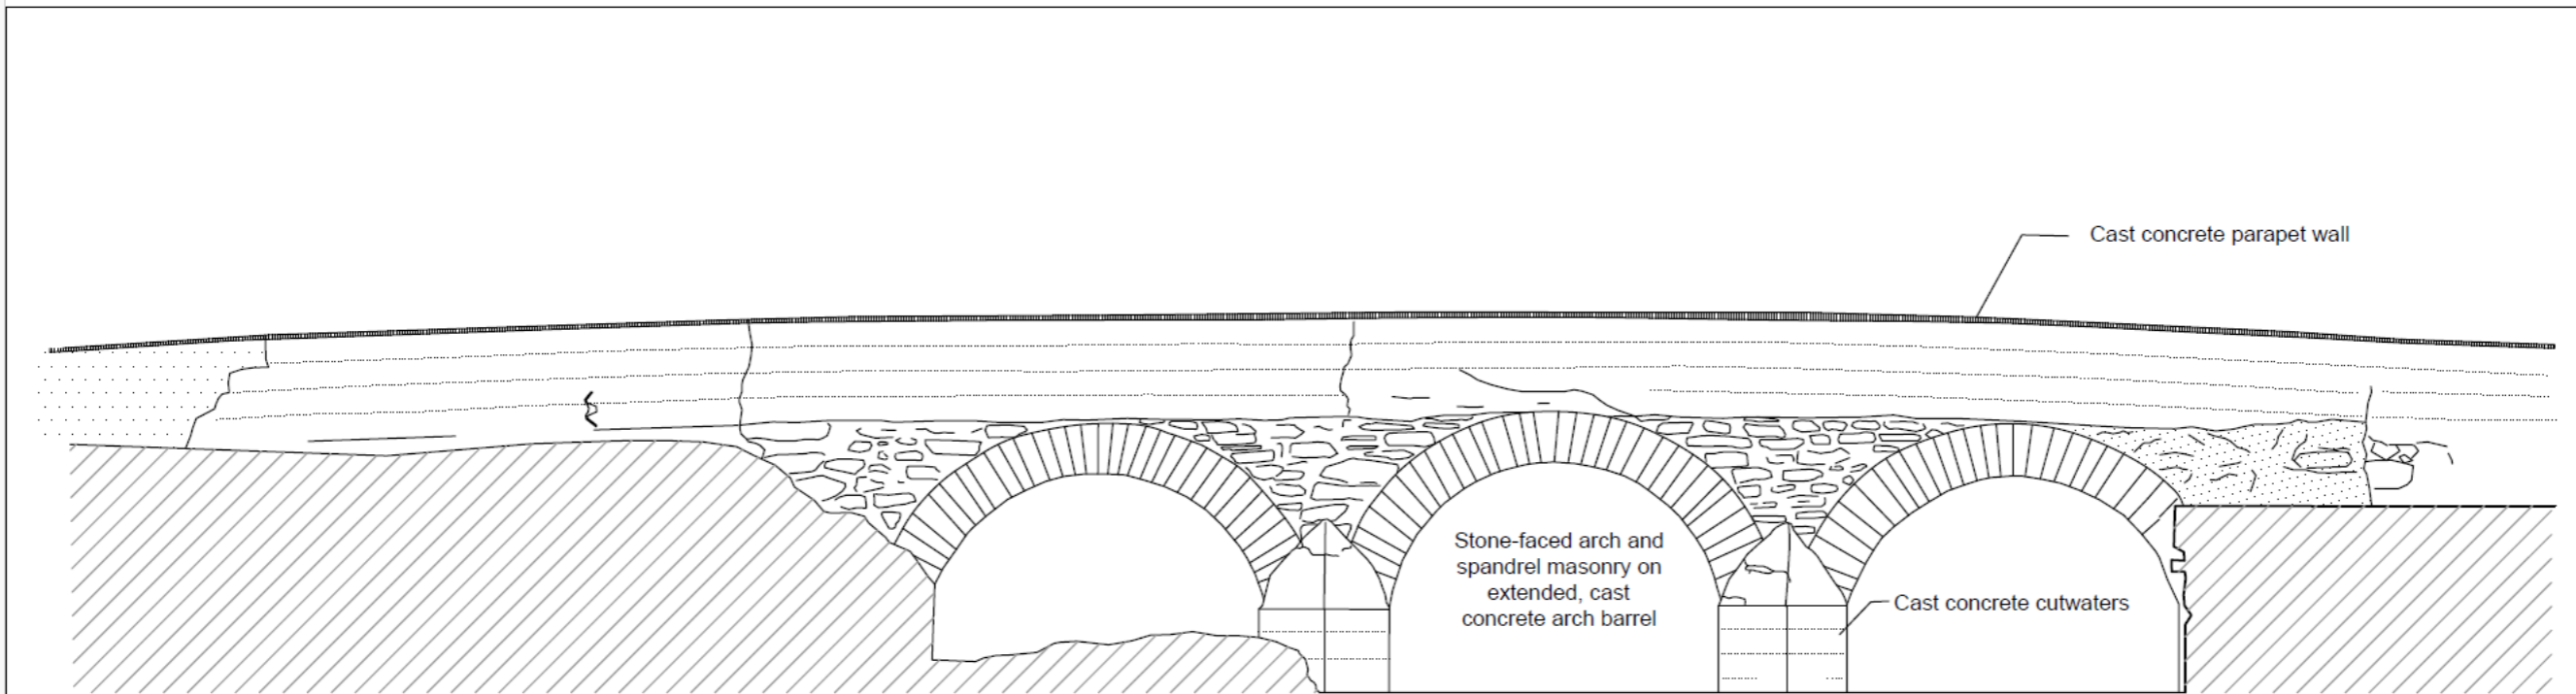 Cast concrete parapet wall
Stone-faced arch and
spandrel masonry on
extended, cast
concrete arch barrel
Cast concrete cutwaters